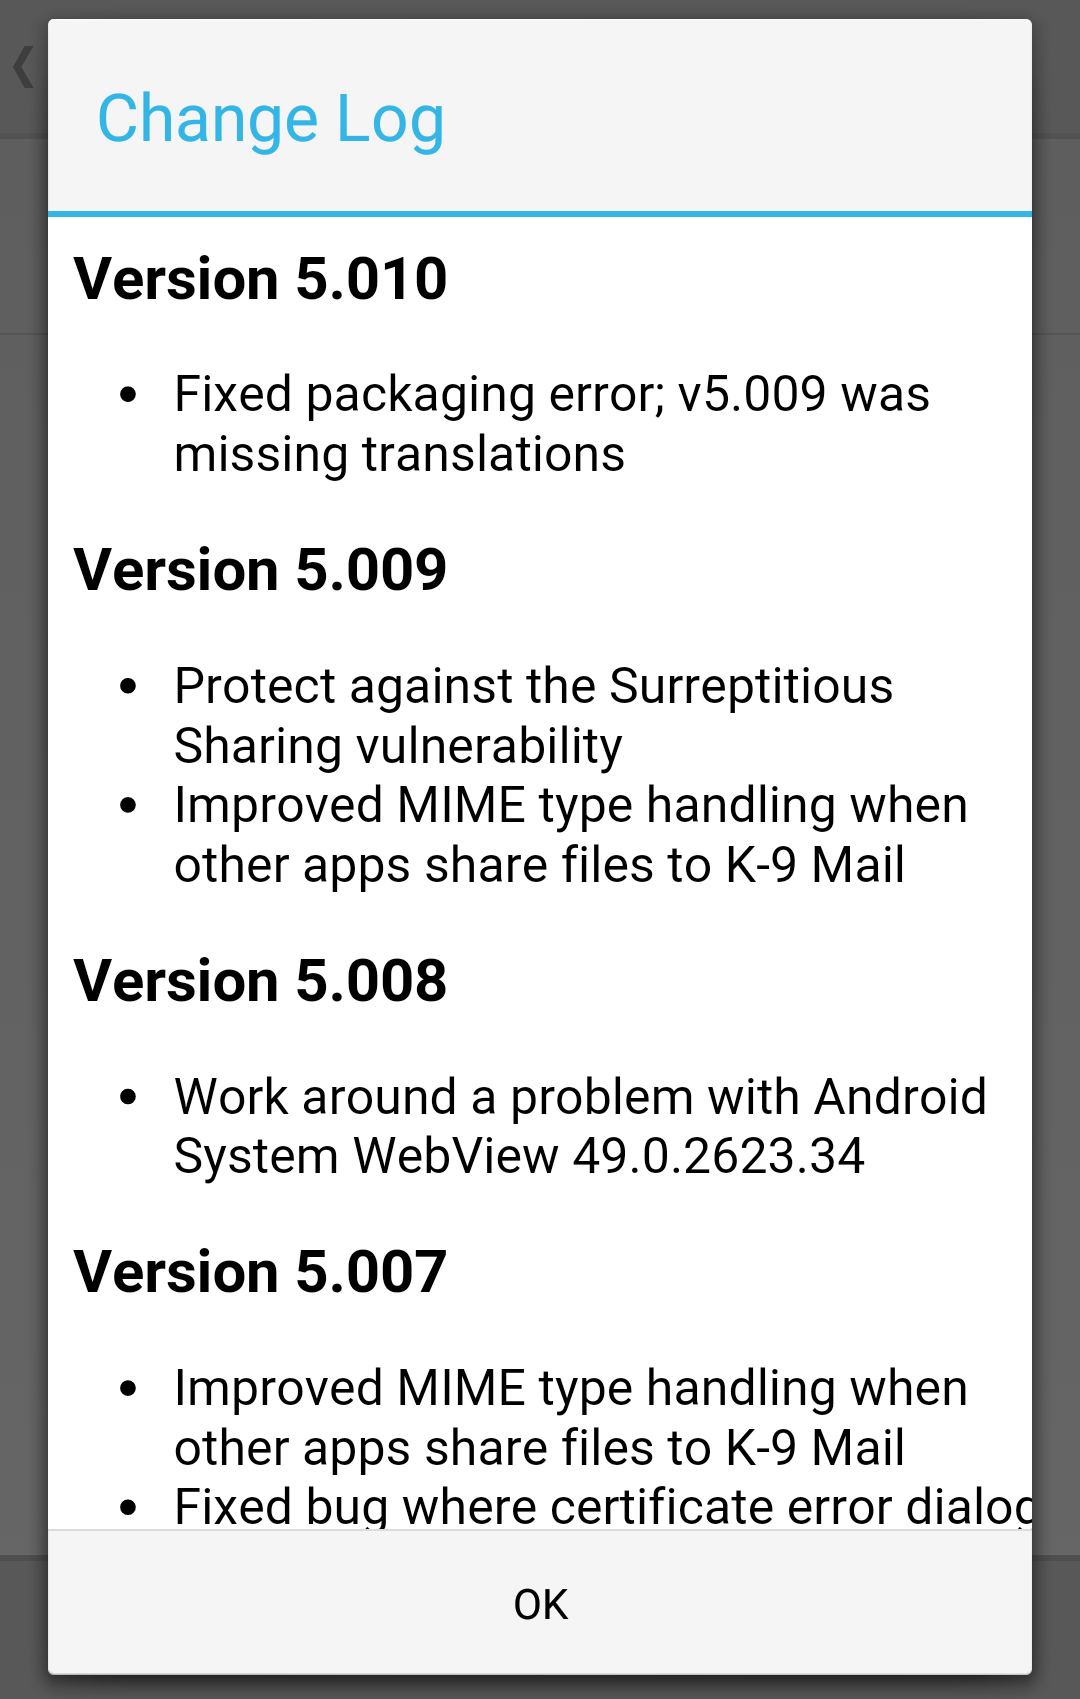 Change Log
Version 5.010
• Fixed packaging error; v5.009 was
missing translations
Version 5.009
• Protect against the Surreptitious
Sharing vulnerability
• Improved MIME type handling when
other apps share files to K-9 Mail
Version 5.008
• Work around a problem with Android
System WebView 49.0.2623.34
Version 5.007
• Improved MIME type handling when
other apps share files to K-9 Mail
• Fixed bug where certificate error dialog
OK